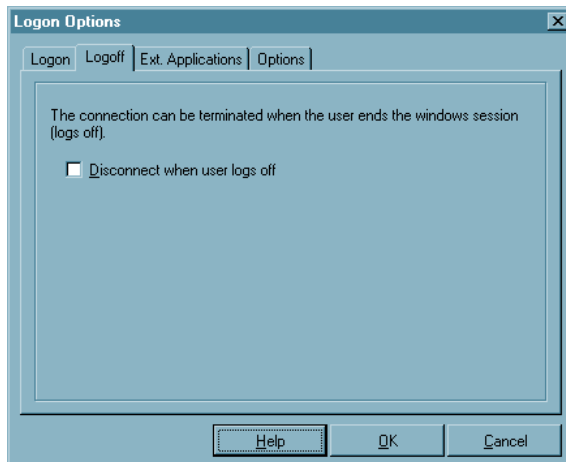 Logon Options
Logon Logoff Ext. Applications Options
The connection can be terminated when the user ends the windows session
(logs off).
Disconnect when user logs off
Help OK Cancel